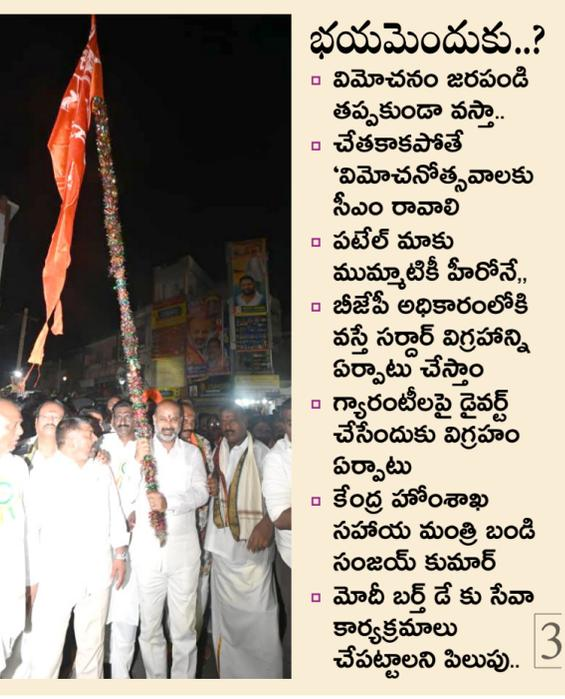 భయమెందుకు..?
విమోచనం జరపండి
తప్పకుండా వస్తా..
చేతకాకపోతే
'విమోచనోత్సవాలకు
సీఎం రావాలి
పటేల్ మాకు
ముమ్మాటికీ హీరోనే,,
బీజేపీ అధికారంలోకి
వస్తే సర్దార్ విగ్రహాన్ని
ఏర్పాటు చేస్తాం
గ్యారంటీలపై డైవర్ట్
చేసేందుకు విగ్రహం
ఏర్పాటు
కేంద్ర హోంశాఖ
సహాయ మంత్రి బండి
సంజయ్ కుమార్
మోదీ బర్త్ డే కు సేవా
కార్యక్రమాలు
చేపట్టాలని పిలుపు..
3